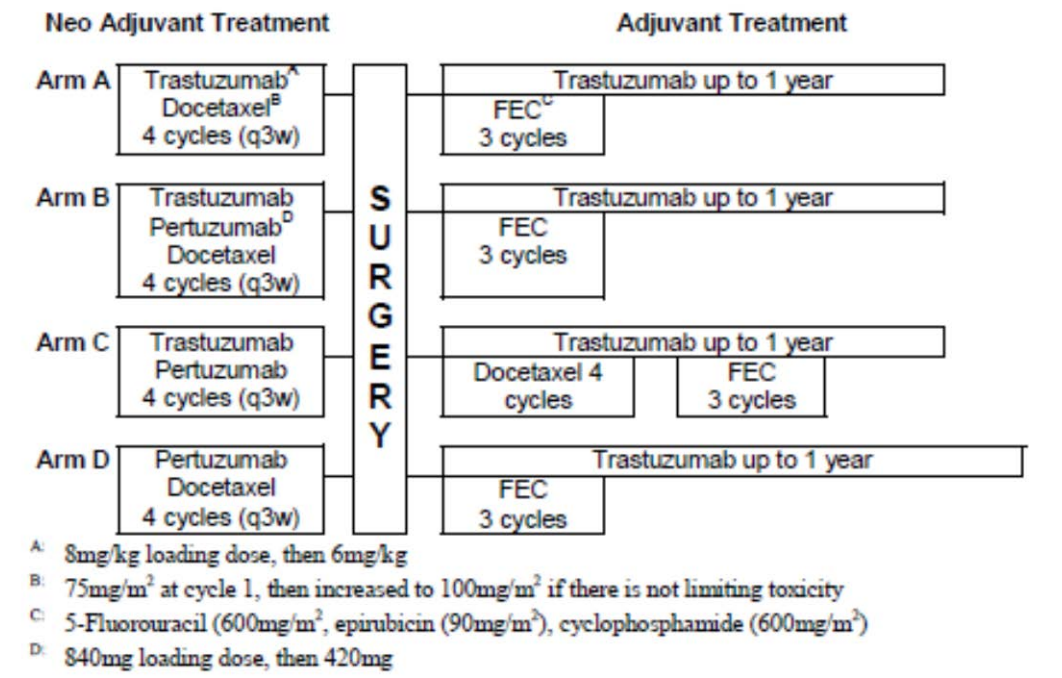 Neo Adjuvant Treatment
Adjuvant Treatment
Arm A
Trastuzumab^A
Docetaxel^B
4 cycles (q3w)
Trastuzumab up to 1 year
FEC^C
3 cycles
Arm B
Trastuzumab
Pertuzumab^D
Docetaxel
4 cycles (q3w)
SURGERY
Trastuzumab up to 1 year
FEC
3 cycles
Arm C
Trastuzumab
Pertuzumab
4 cycles (q3w)
Trastuzumab up to 1 year
Docetaxel 4
cycles
FEC
3 cycles
Arm D
Pertuzumab
Docetaxel
4 cycles (q3w)
Trastuzumab up to 1 year
FEC
3 cycles
A: 8mg/kg loading dose, then 6mg/kg
B: 75mg/m² at cycle 1, then increased to 100mg/m² if there is not limiting toxicity
C: 5-Fluorouracil (600mg/m², epirubicin (90mg/m²), cyclophosphamide (600mg/m²)
D: 840mg loading dose, then 420mg